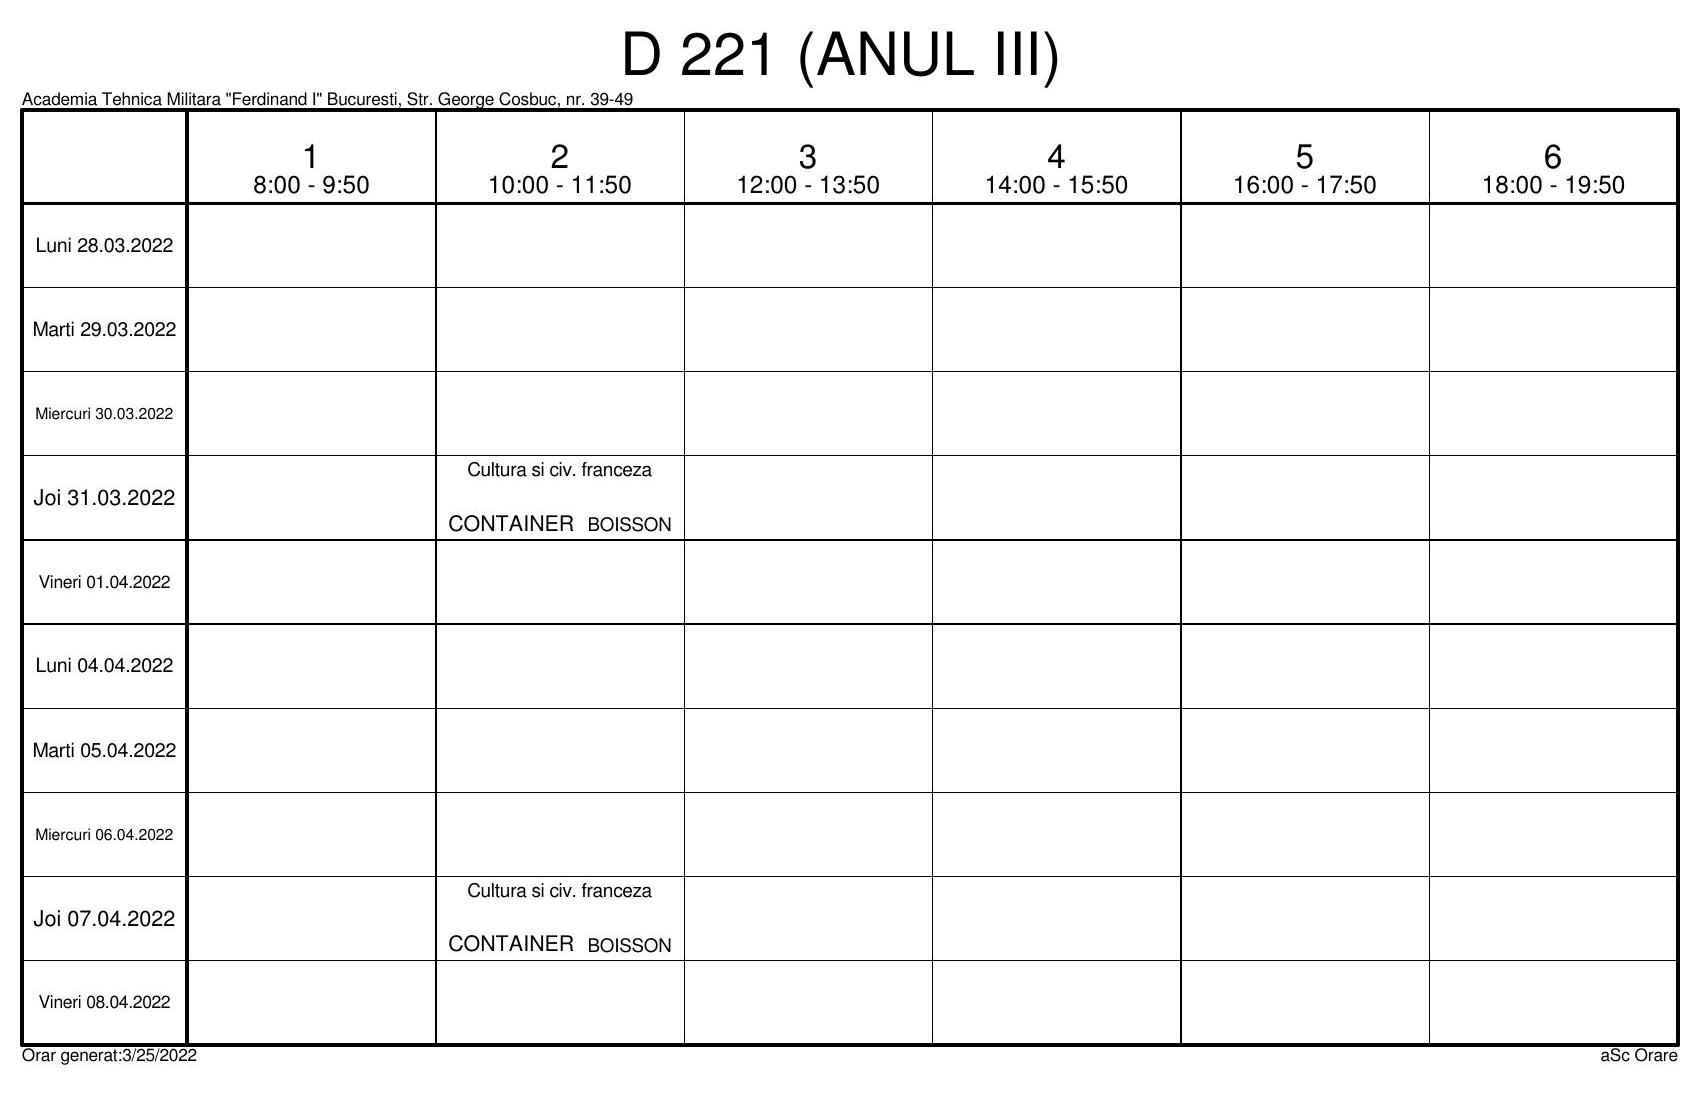 D 221 (ANUL III)
Academia Tehnica Militara "Ferdinand I" Bucuresti, Str. George Cosbuc, nr. 39-49
1 2 3 4 5 6
8:00 - 9:50 10:00 - 11:50 12:00 - 13:50 14:00 - 15:50 16:00 - 17:50 18:00 - 19:50
Luni 28.03.2022
Marti 29.03.2022
Miercuri 30.03.2022
Joi 31.03.2022
Cultura si civ. franceza
CONTAINER BOISSON
Vineri 01.04.2022
Luni 04.04.2022
Marti 05.04.2022
Miercuri 06.04.2022
Joi 07.04.2022
Cultura si civ. franceza
CONTAINER BOISSON
Vineri 08.04.2022
Orar generat:3/25/2022
aSc Orare